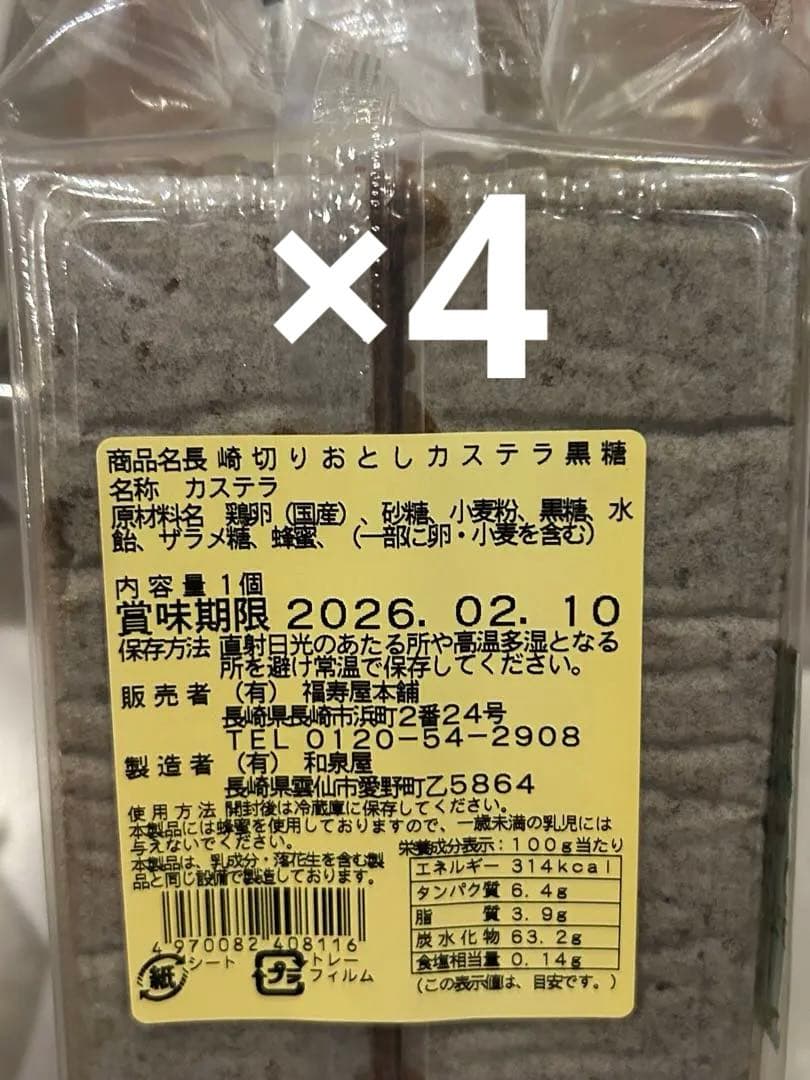 ×4
商品名長崎切りおとしカステラ黒糖
名称 カステラ
原材料名 鶏卵(国産)、砂糖、小麦粉、黒糖、水
飴、ザラメ糖、蜂蜜、(一部に卵・小麦を含む)
内容量 1個
賞味期限 2026. 02. 10
保存方法 直射日光のあたる所や高温多湿となる
所を避け常温で保存してください。
販売者 (有) 福寿屋本舗
長崎県長崎市浜町2番24号
TEL 0120-54-2908
製造者 (有) 和泉屋
長崎県雲仙市愛野町乙5864
使用方法 開封後は冷蔵庫に保存してください。
本製品には蜂蜜を使用しておりますので、一歳未満の乳児には
与えないでください。
本製品は、乳成分・落花生を含む製
品と同じ設備で製造しております。
栄養成分表示:100g当たり
エネルギー 314kcal
タンパク質 6.4g
脂質 3.9g
炭水化物 63.2g
食塩相当量 0.14g
(この表示値は、目安です。)
4 970082 408116
紙 シート
プラ トレー
フィルム